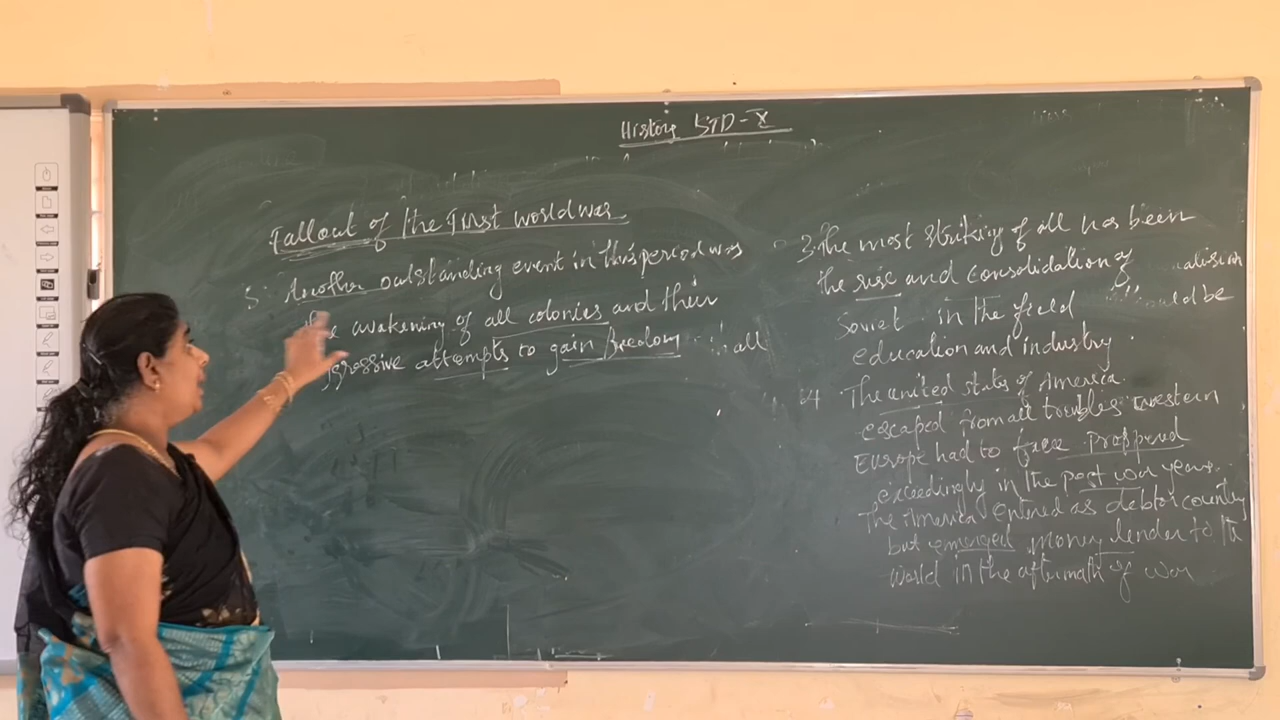 History STD-X
Fallout of the First world war
5. Another outstanding event in this period was
the awakening of all colonies and their
gressive attempts to gain freedom
all
3. The most striking of all has been
the rise and consolidation of
Soviet in the field
education and industry.
4 The united states of America
escaped from all troubles western
Europe had to face prospered
exceedingly in the post war years.
The America entered as debtor country
but emerged money lender to the
world in the aftermath of war